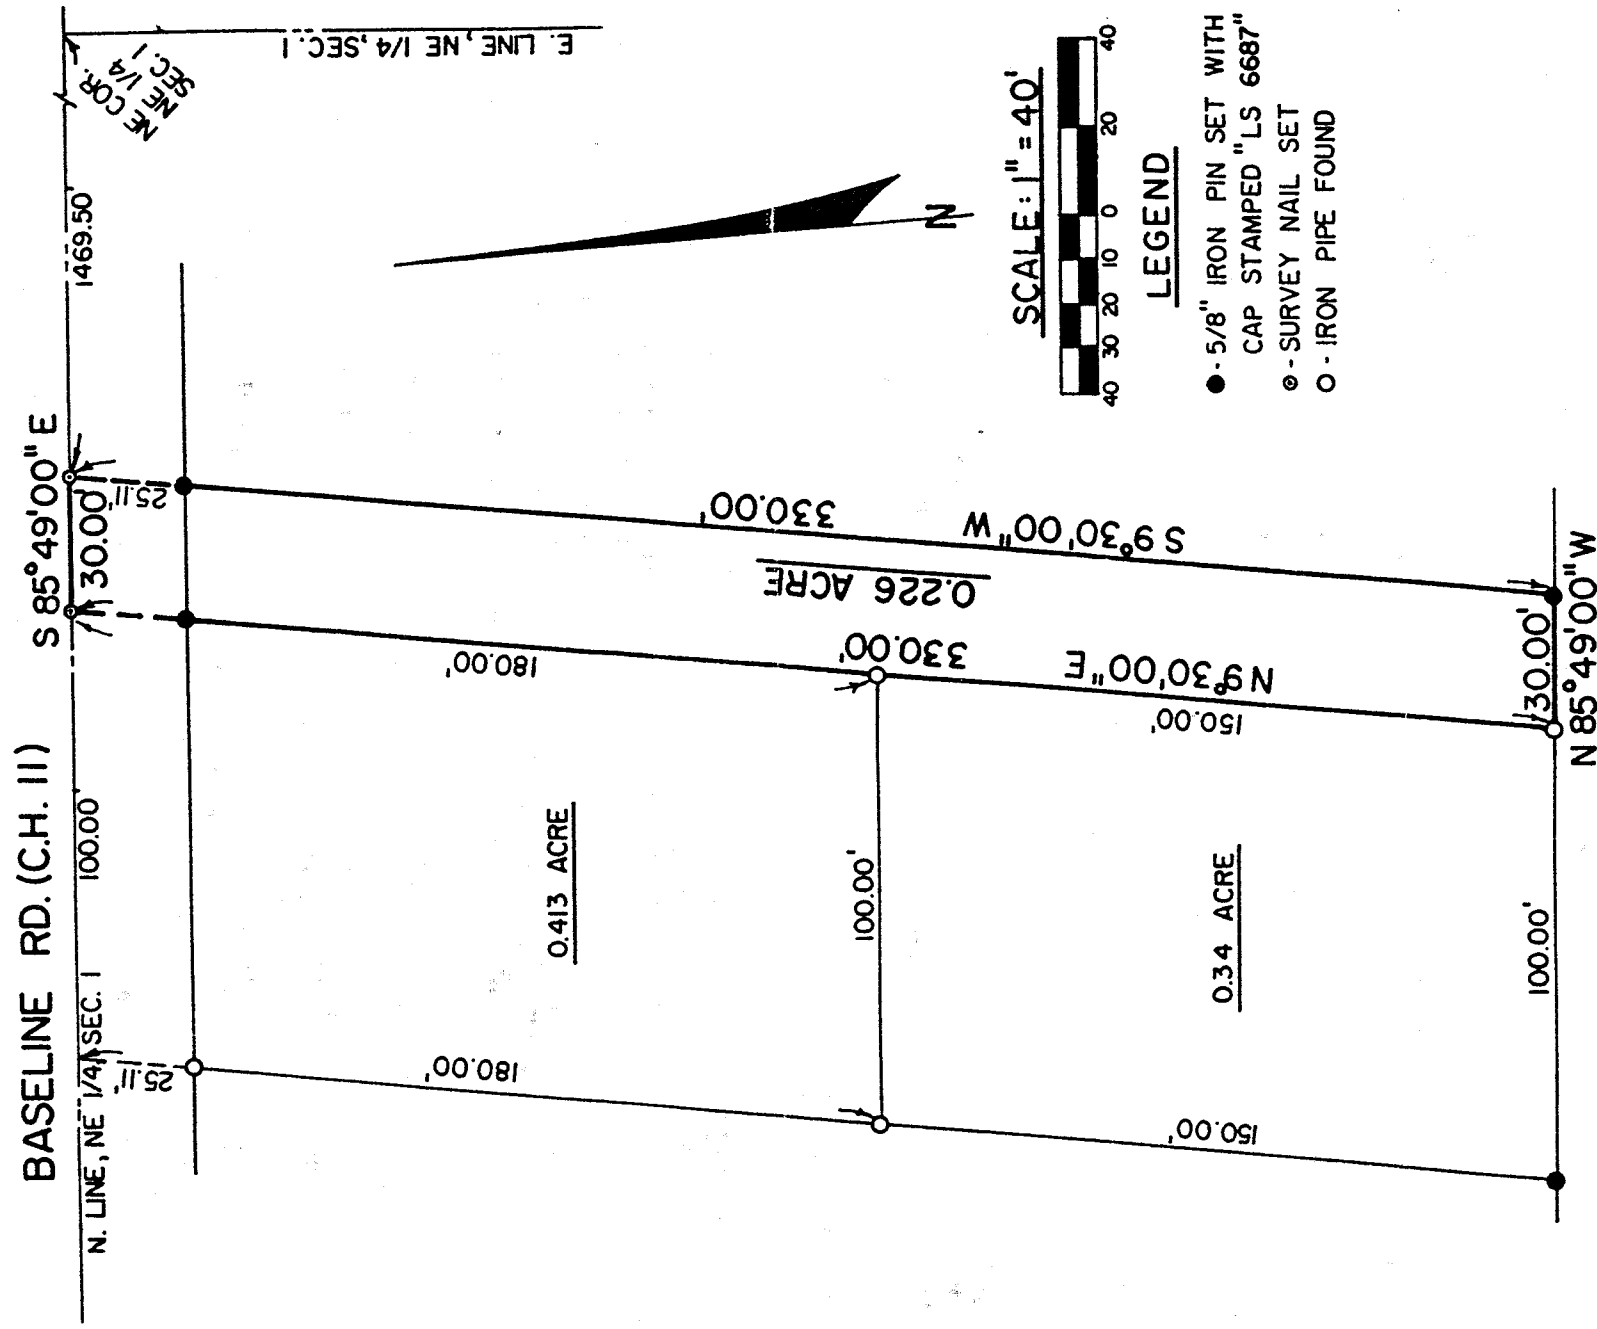 BASELINE RD. (C.H. 11)
N. LINE, NE 1/4, SEC. 1
100.00'
S 85°49'00" E
30.00'
1469.50'
NE COR.
NE 1/4
SEC. 1
E. LINE, NE 1/4, SEC. 1
25.11'
25.11'
180.00'
180.00'
0.413 ACRE
330.00'
S 9°30'00" W
0.226 ACRE
330.00'
N 9°30'00" E
100.00'
150.00'
150.00'
0.34 ACRE
100.00'
30.00'
N 85°49'00" W
N
SCALE: 1" = 40'
40 30 20 10 0 20 40
LEGEND
- 5/8" IRON PIN SET WITH
CAP STAMPED "LS 6687"
- SURVEY NAIL SET
- IRON PIPE FOUND